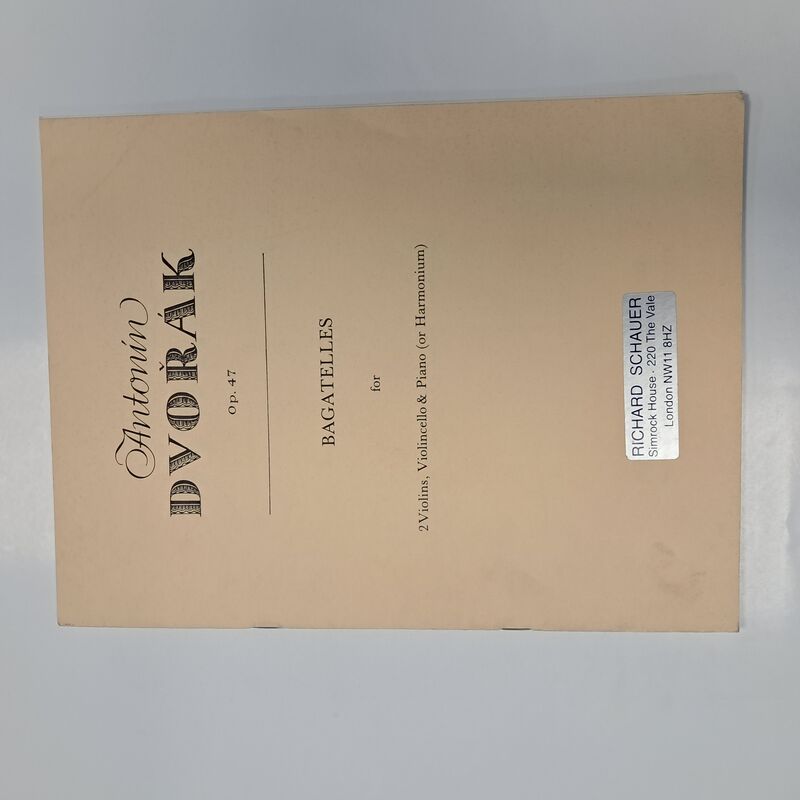 Antonín
DVOŘÁK
op. 47
BAGATELLES
for
2 Violins, Violincello & Piano (or Harmonium)
RICHARD SCHAUER
Simrock House · 220 The Vale
London NW11 8HZ